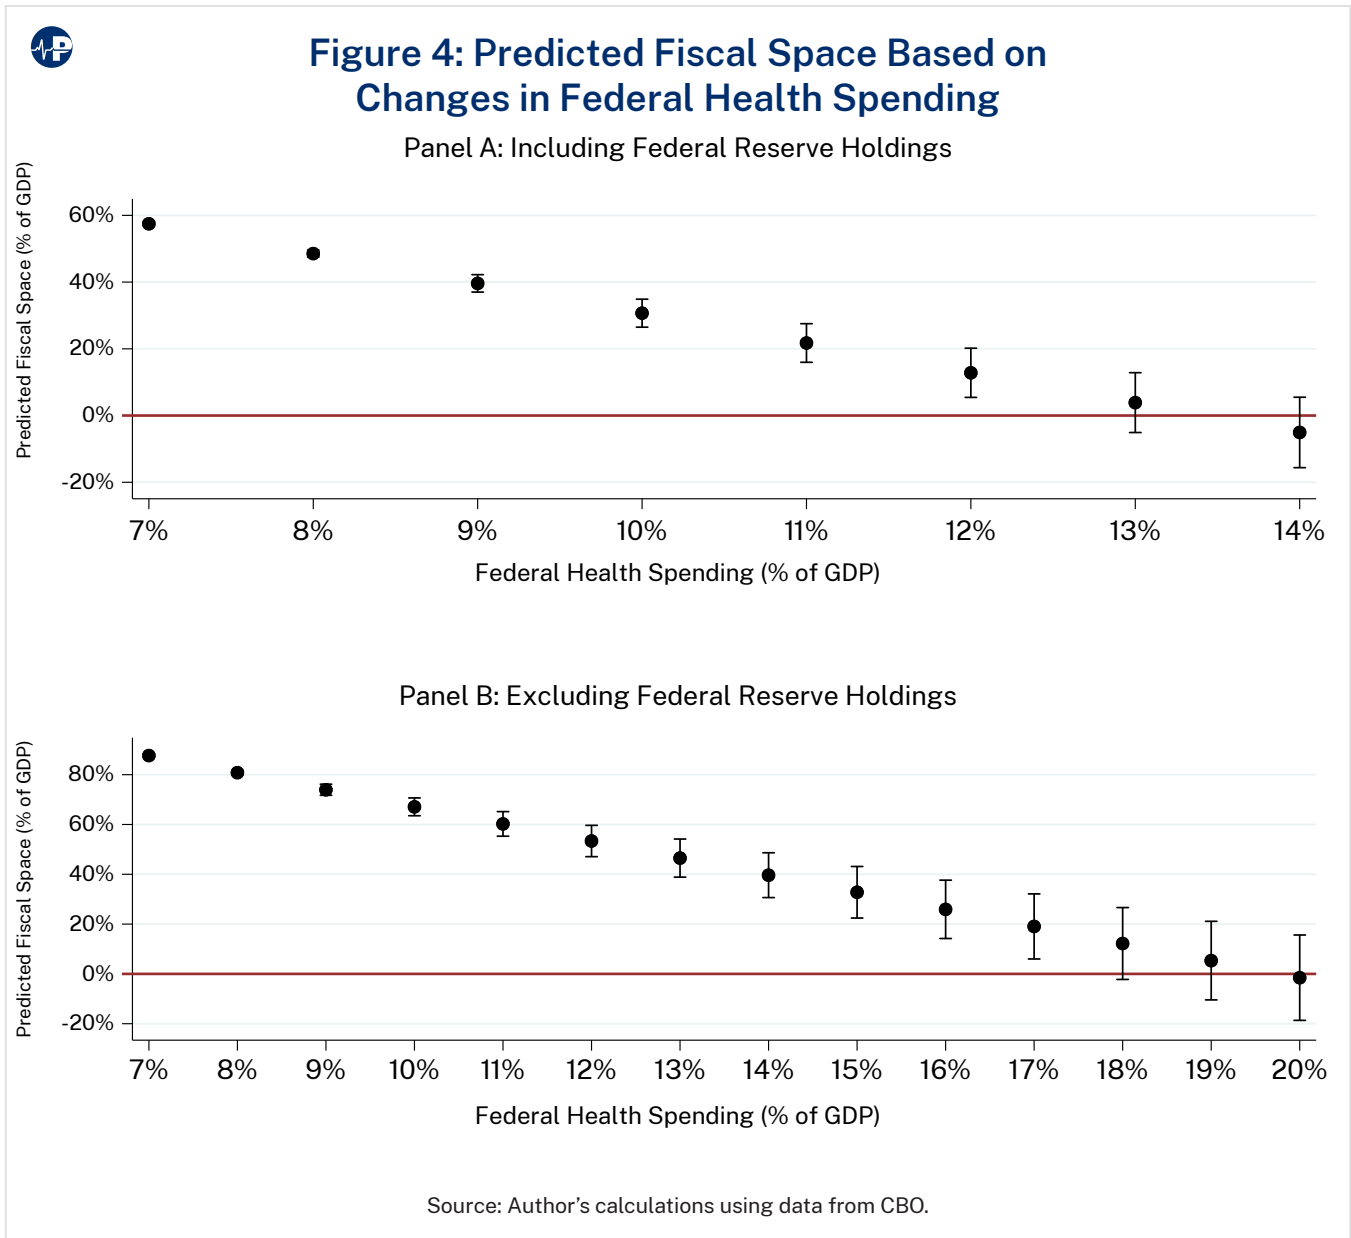 P
Figure 4: Predicted Fiscal Space Based on
Changes in Federal Health Spending
Panel A: Including Federal Reserve Holdings
Predicted Fiscal Space (% of GDP)
60%
40%
20%
0%
-20%
7% 8% 9% 10% 11% 12% 13% 14%
Federal Health Spending (% of GDP)
Panel B: Excluding Federal Reserve Holdings
Predicted Fiscal Space (% of GDP)
80%
60%
40%
20%
0%
-20%
7% 8% 9% 10% 11% 12% 13% 14% 15% 16% 17% 18% 19% 20%
Federal Health Spending (% of GDP)
Source: Author’s calculations using data from CBO.